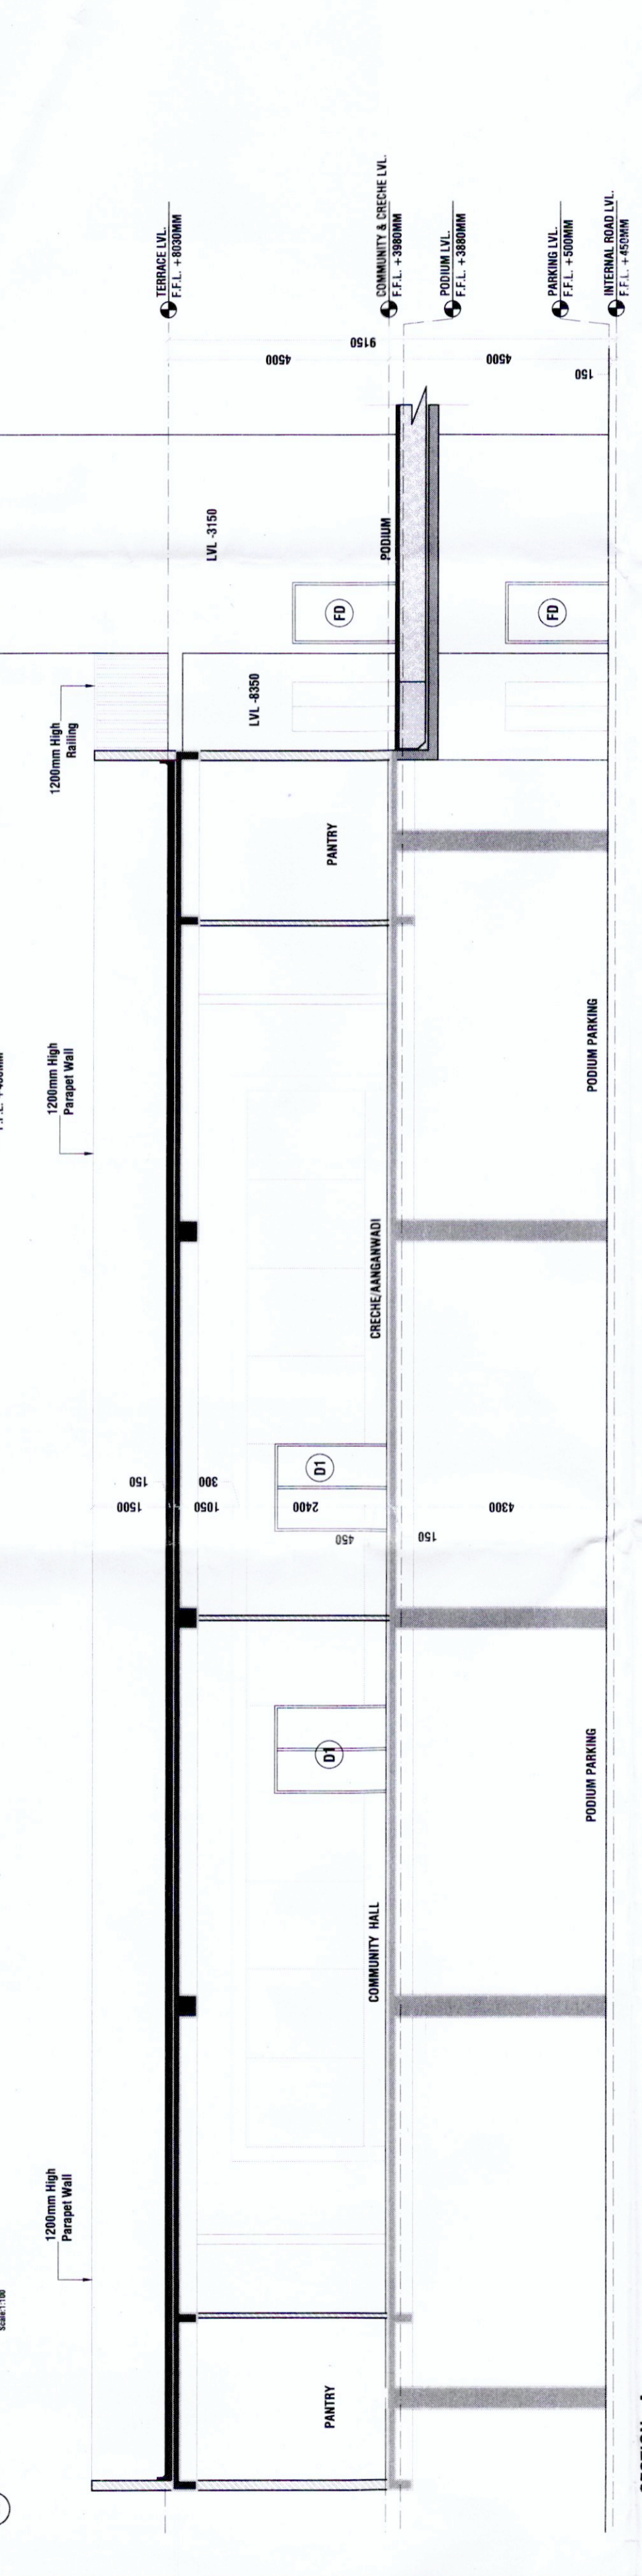 TERRACE LVL.
F.F.L. +8030MM
COMMUNITY & CRECHE LVL.
F.F.L. +3980MM
PODIUM LVL.
F.F.L. +3880MM
PARKING LVL.
F.F.L. +500MM
INTERNAL ROAD LVL.
F.F.L. +450MM
9150
4500
4500
150
LVL -3150
PODIUM
FD
FD
LVL -8350
1200mm High
Railing
PANTRY
1200mm High
Parapet Wall
PODIUM PARKING
CRECHE/AANGANWADI
D1
150
1500
300
1050
2400
450
150
4300
D1
PODIUM PARKING
COMMUNITY HALL
1200mm High
Parapet Wall
PANTRY
Scale:1:100